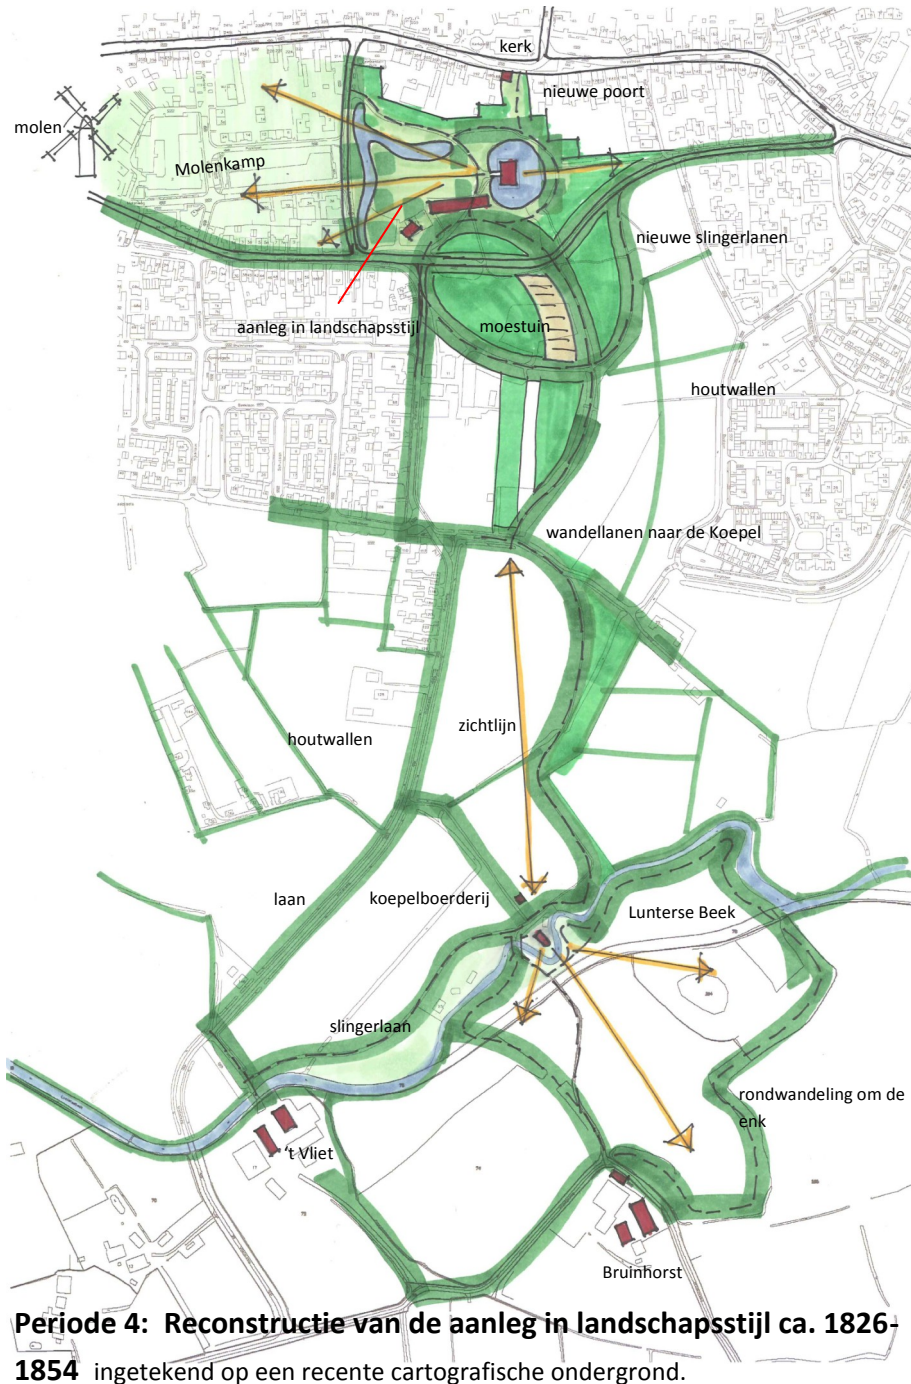 kerk
nieuwe poort
molen
Molenkamp
nieuwe slingerlanen
aanleg in landschapsstijl
moestuin
houtwallen
wandellanen naar de Koepel
zichtlijn
houtwallen
laan
koepelboerderij
Lunterse Beek
slingerlaan
rondwandeling om de
enk
't Vliet
Bruinhorst
Periode 4: Reconstructie van de aanleg in landschapsstijl ca. 1826-
1854 ingetekend op een recente cartografische ondergrond.